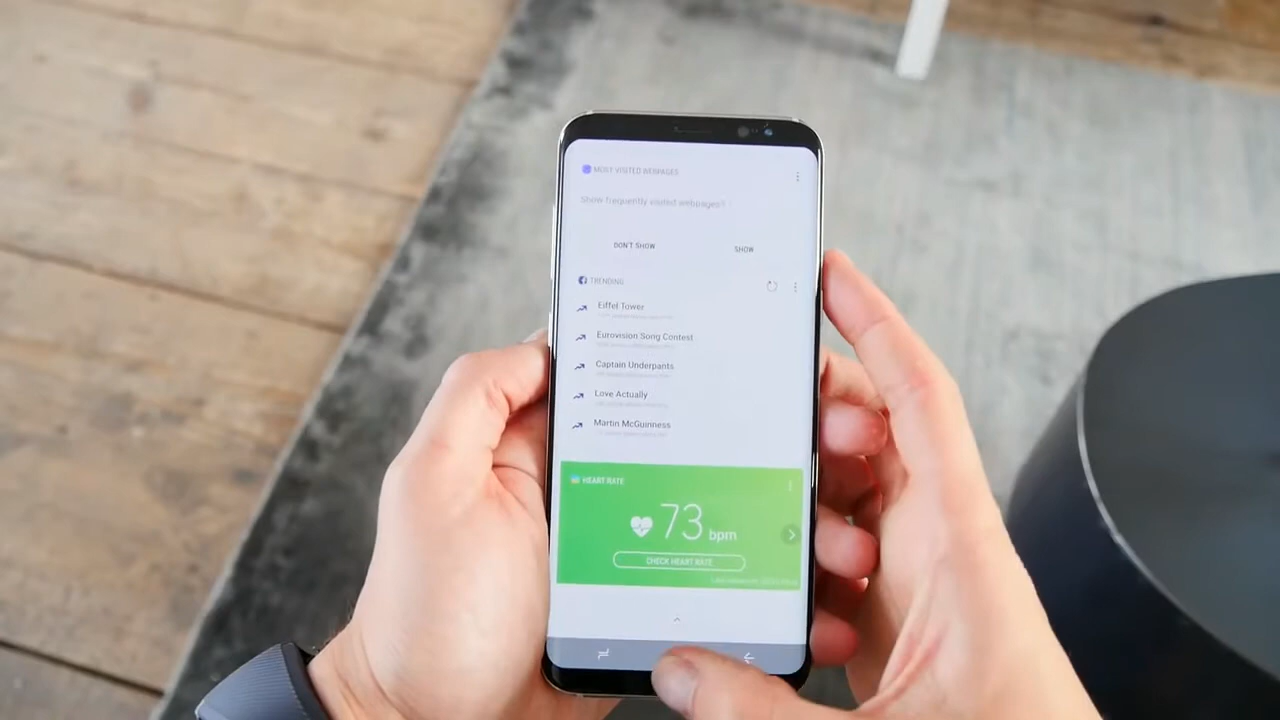 MOST VISITED WEBPAGES
Show frequently visited webpages?
DON'T SHOW
SHOW
TRENDING
Eiffel Tower
Eurovision Song Contest
Captain Underpants
Love Actually
Martin McGuinness
HEART RATE
73 bpm
CHECK HEART RATE